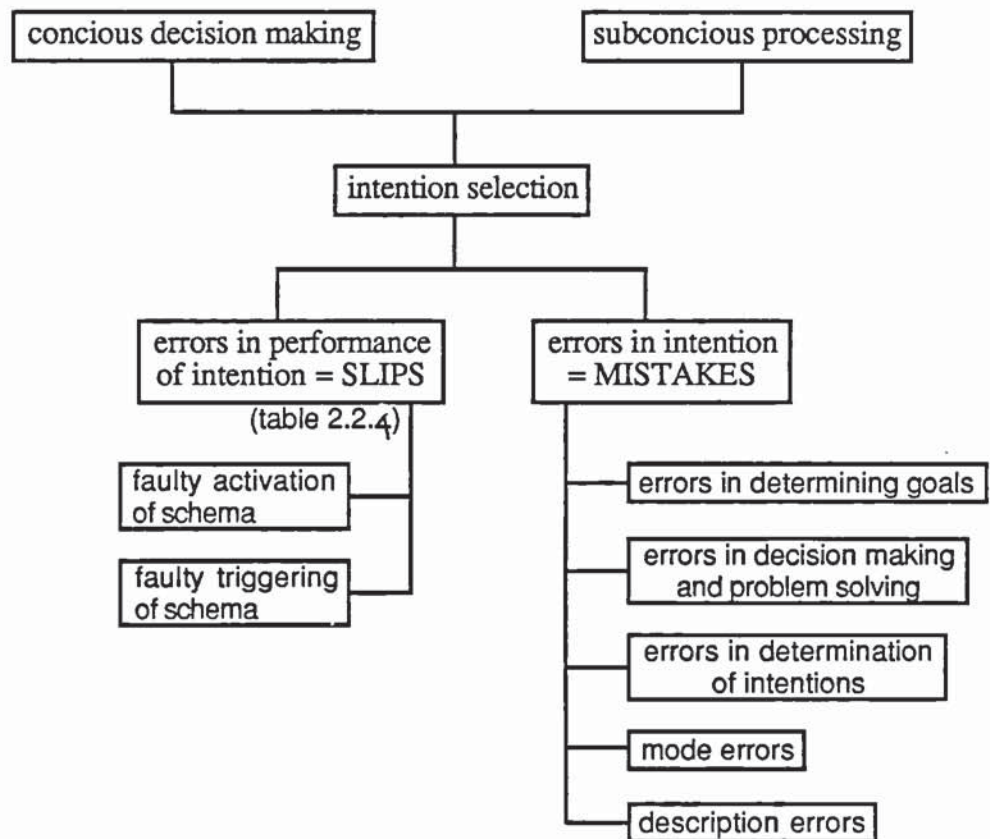 concious decision making
subconcious processing
intention selection
errors in performance
of intention = SLIPS
(table 2.2.4)
faulty activation
of schema
faulty triggering
of schema
errors in intention
= MISTAKES
errors in determining goals
errors in decision making
and problem solving
errors in determination
of intentions
mode errors
description errors